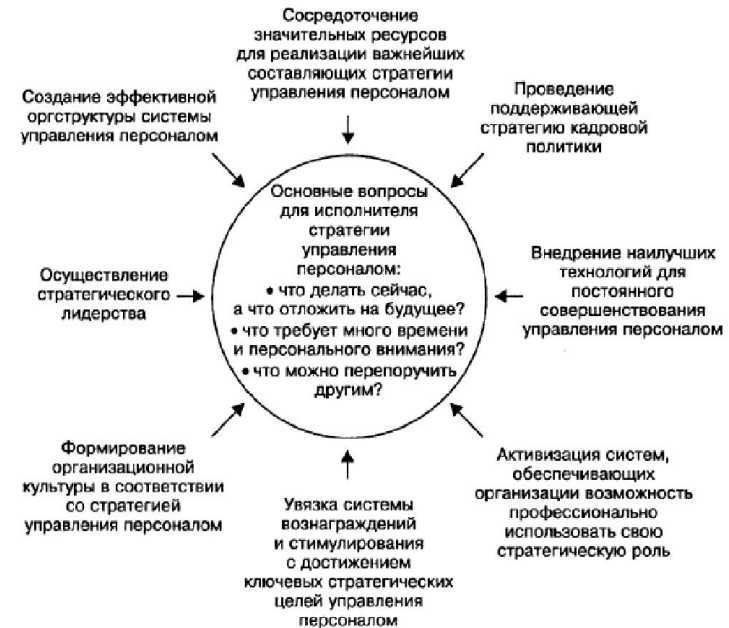 Сосредоточение
значительных ресурсов
для реализации важнейших
составляющих стратегии
управления персоналом
Создание эффективной
оргструктуры системы
управления персоналом
Проведение
поддерживающей
стратегию кадровой
политики
Основные вопросы
для исполнителя
стратегии
управления
персоналом:
• что делать сейчас,
а что отложить на будущее?
• что требует много времени
и персонального внимания?
• что можно перепоручить
другим?
Осуществление
стратегического
лидерства
Внедрение наилучших
технологий для
постоянного
совершенствования
управления персоналом
Формирование
организационной
культуры в соответствии
со стратегией
управления персоналом
Увязка системы
вознаграждений
и стимулирования
с достижением
ключевых стратегических
целей управления
персоналом
Активизация систем,
обеспечивающих
организации возможность
профессионально
использовать свою
стратегическую роль